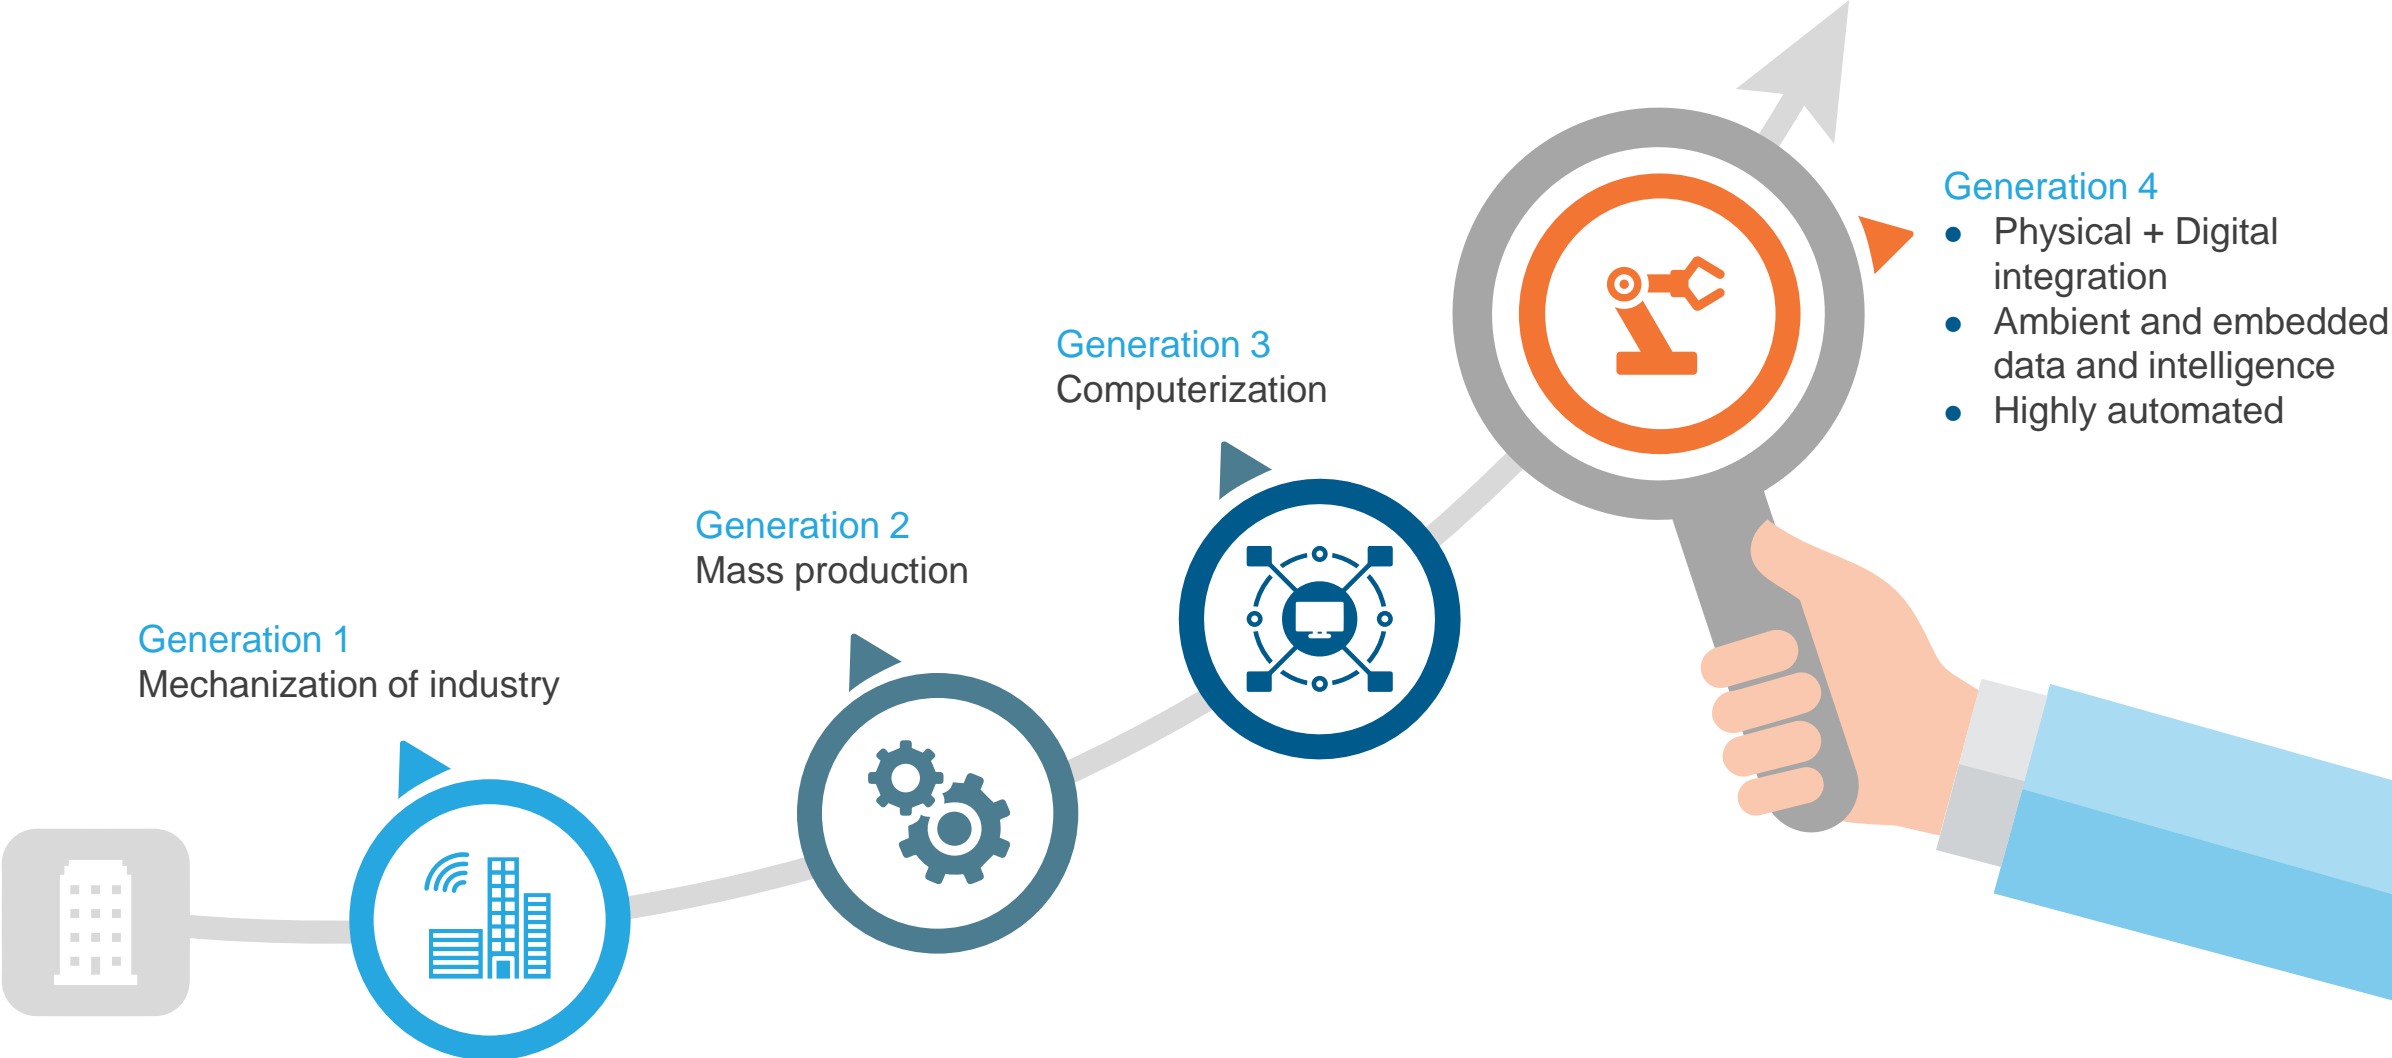 Generation 1
Mechanization of industry
Generation 2
Mass production
Generation 3
Computerization
Generation 4
● Physical + Digital
integration
● Ambient and embedded
data and intelligence
● Highly automated